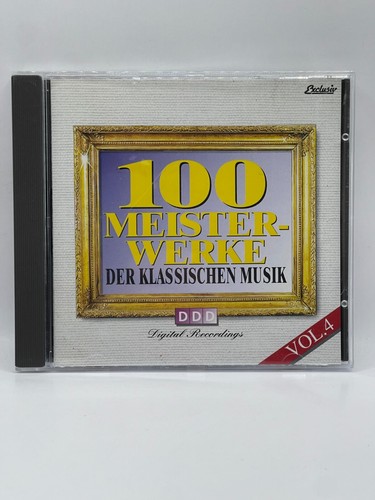 Exclusiv
100
MEISTER-
WERKE
DER KLASSISCHEN MUSIK
DDD
Digital Recordings
VOL.4